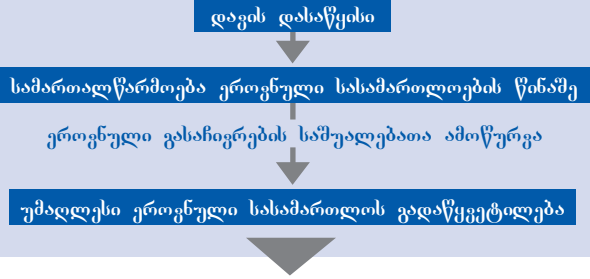 დავის დასაწყისი
სამართალწარმოება ეროვნული სასამართლოების წინაშე
ეროვნული გასაჩივრების საშუალებათა ამოწურვა
უმაღლესი ეროვნული სასამართლოს გადაწყვეტილება